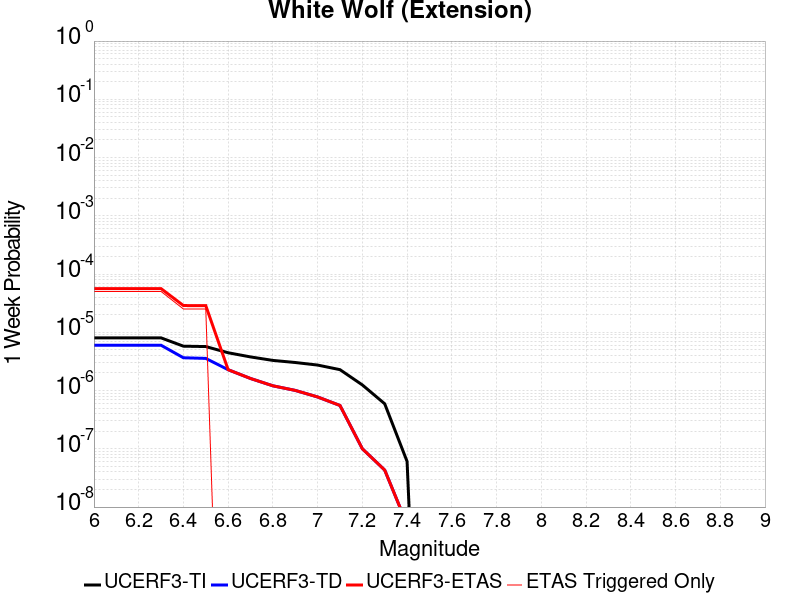 White Wolf (Extension)
10^0
10^-1
10^-2
10^-3
10^-4
10^-5
10^-6
10^-7
10^-8
1 Week Probability
6 6.2 6.4 6.6 6.8 7 7.2 7.4 7.6 7.8 8 8.2 8.4 8.6 8.8 9
Magnitude
UCERF3-TI UCERF3-TD UCERF3-ETAS ETAS Triggered Only